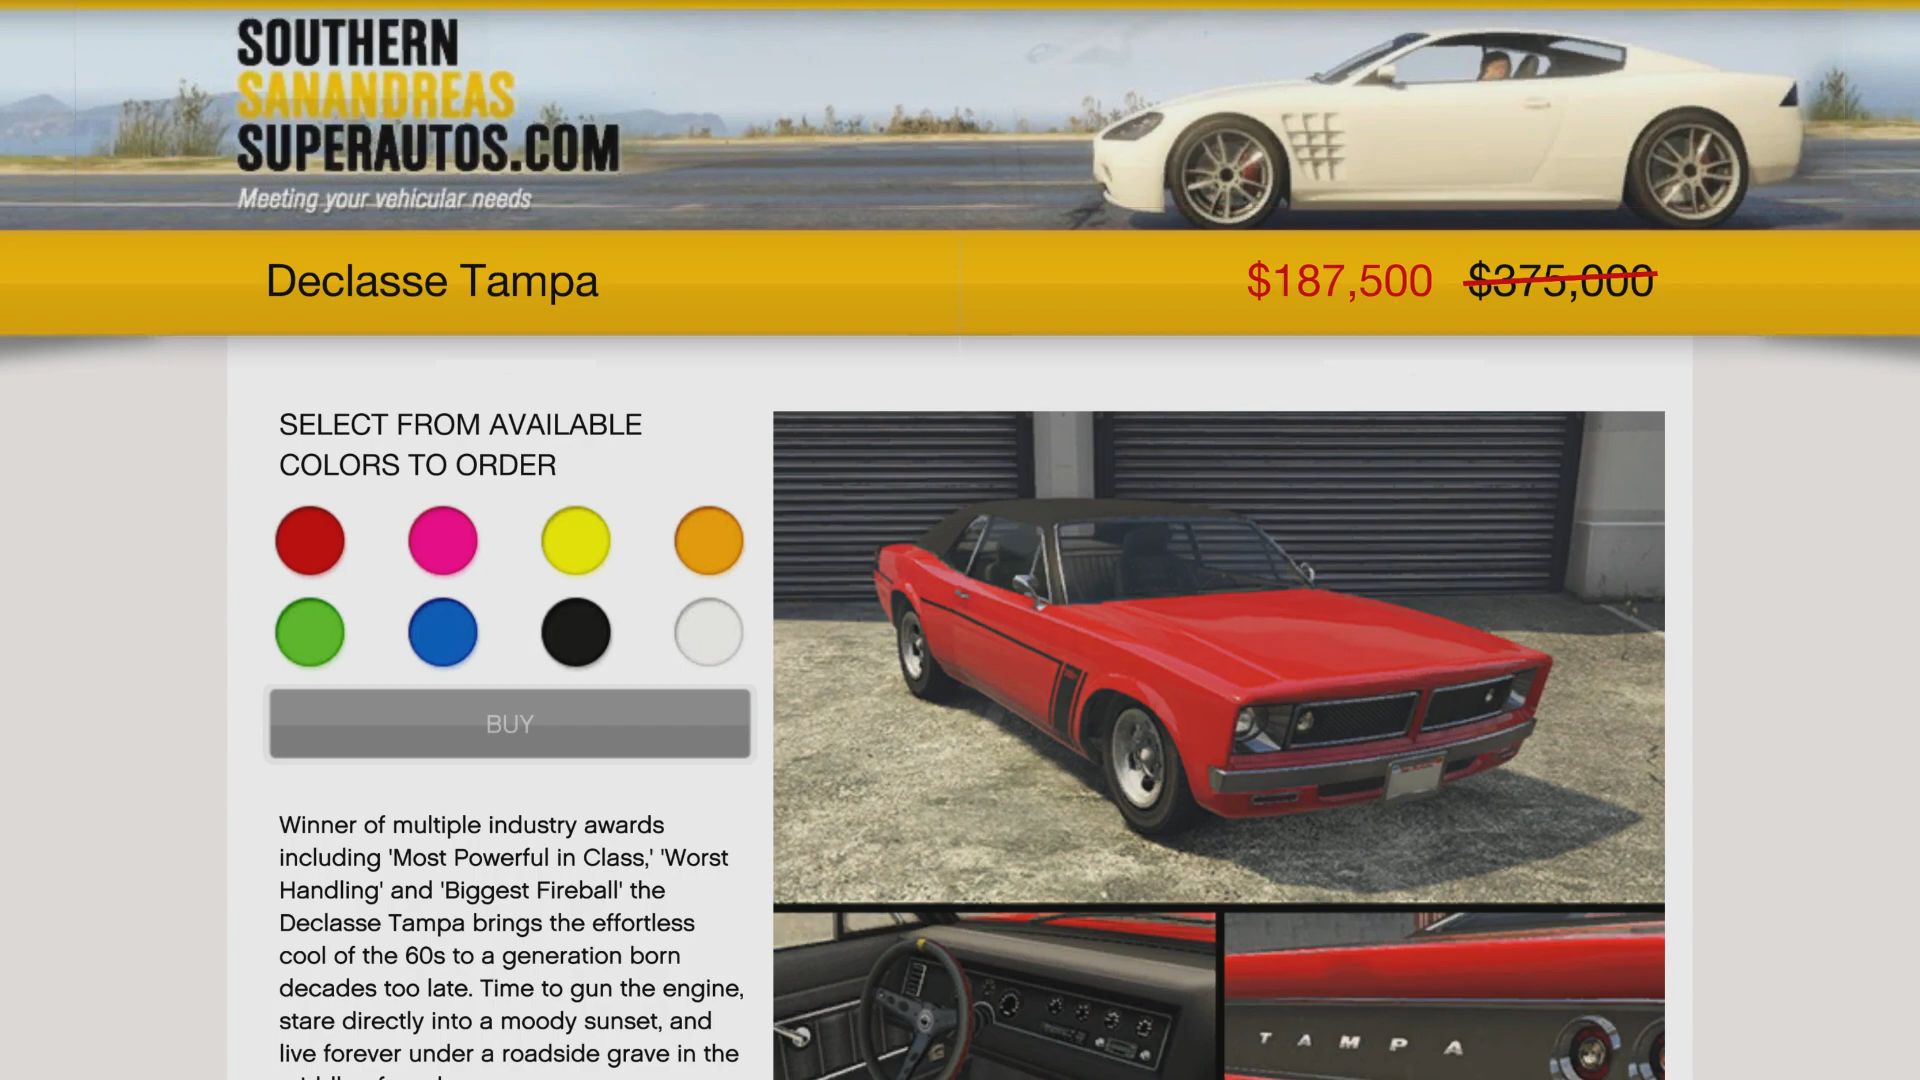 SOUTHERN
SANANDREAS
SUPERAUTOS.COM
Meeting your vehicular needs
Declasse Tampa
$187,500 $375,000
SELECT FROM AVAILABLE
COLORS TO ORDER
BUY
Winner of multiple industry awards
including 'Most Powerful in Class,' 'Worst
Handling' and 'Biggest Fireball' the
Declasse Tampa brings the effortless
cool of the 60s to a generation born
decades too late. Time to gun the engine,
stare directly into a moody sunset, and
live forever under a roadside grave in the
TAMPA